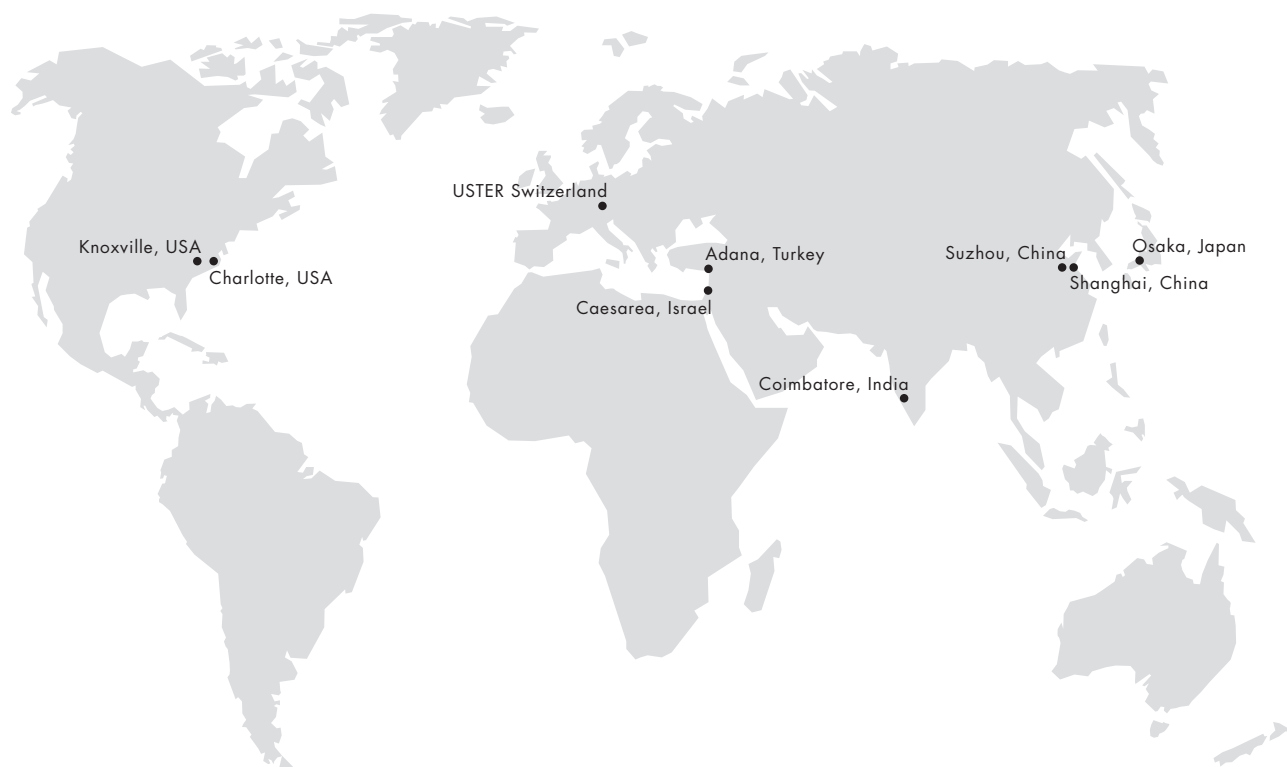 USTER Switzerland
Knoxville, USA
Charlotte, USA
Adana, Turkey
Caesarea, Israel
Suzhou, China
Osaka, Japan
Shanghai, China
Coimbatore, India